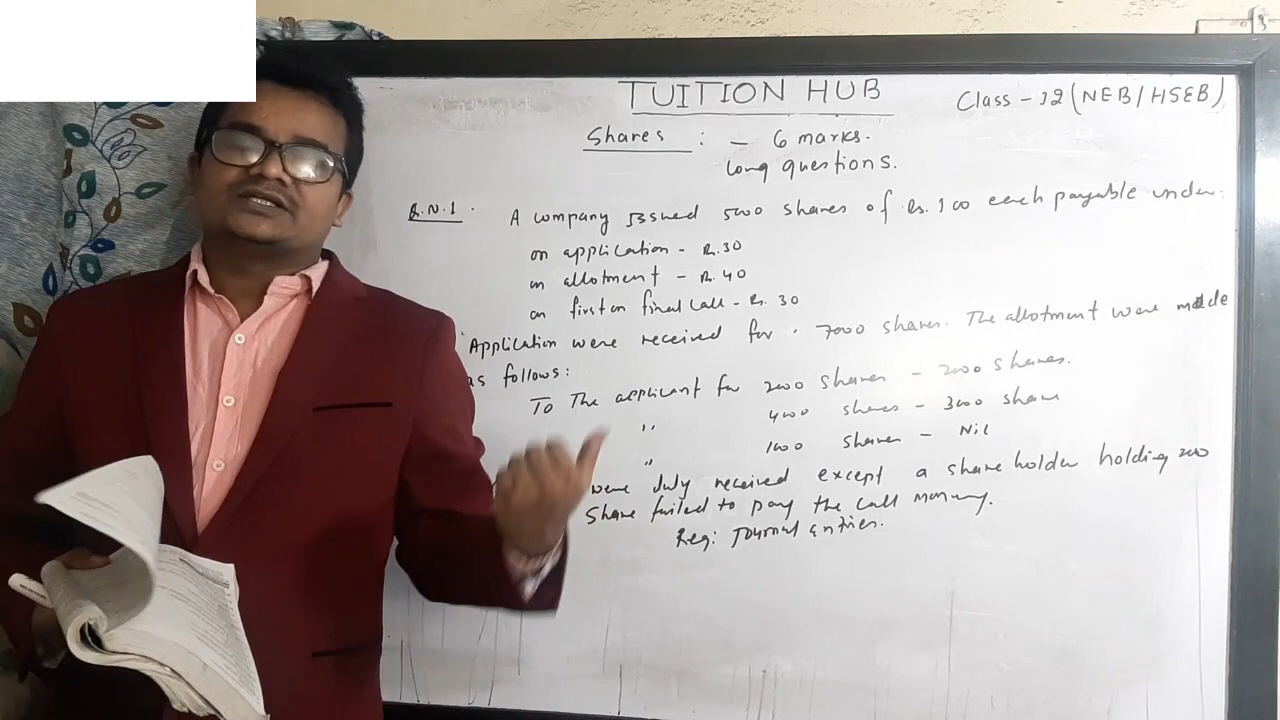 TUITION HUB
Class - 12 (NEB/HSEB)
Shares : - 6 marks.
Long questions.
Q.N.1. A company issued 5000 shares of Rs. 100 each payable under:
on application - Rs. 30
on allotment - Rs. 40
on first on final call - Rs. 30
Application were received for 7000 shares. The allotment were made
as follows:
To The applicant for 2000 shares - 2000 shares.
" 4000 shares - 3000 share
" 1000 shares - Nil
were duly received except a shareholder holding 200
share failed to pay the call money.
Req: Journal Entries.